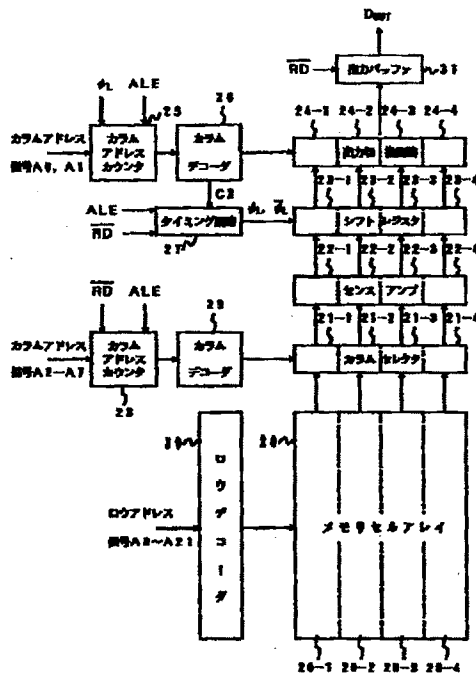 DOUT
RD
出力バッファ
31
φL ALE
25
26
24-1 24-2 24-3 24-4
カラムアドレス
信号A0, A1
カラム
アドレス
カウンタ
カラム
デコーダ
23-1 23-2 23-3 23-4
C2
ALE
RD
タイミング回路
27
シフト レジスタ
22-1 22-2 22-3 22-4
センス アンプ
RD ALE
29
21-1 21-2 21-3 21-4
カラムアドレス
信号A2〜A7
カラム
アドレス
カウンタ
カラム
デコーダ
カラム セレクタ
28
30
20
ロウデコーダ
ロウアドレス
信号A8〜A21
メモリセルアレイ
20-1 20-2 20-3 20-4